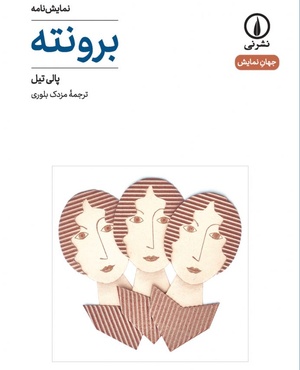 نمایش‌نامه
برونته
پالی تیل
ترجمهٔ مزدک بلوری
نشرنی
جهانِ نمایش